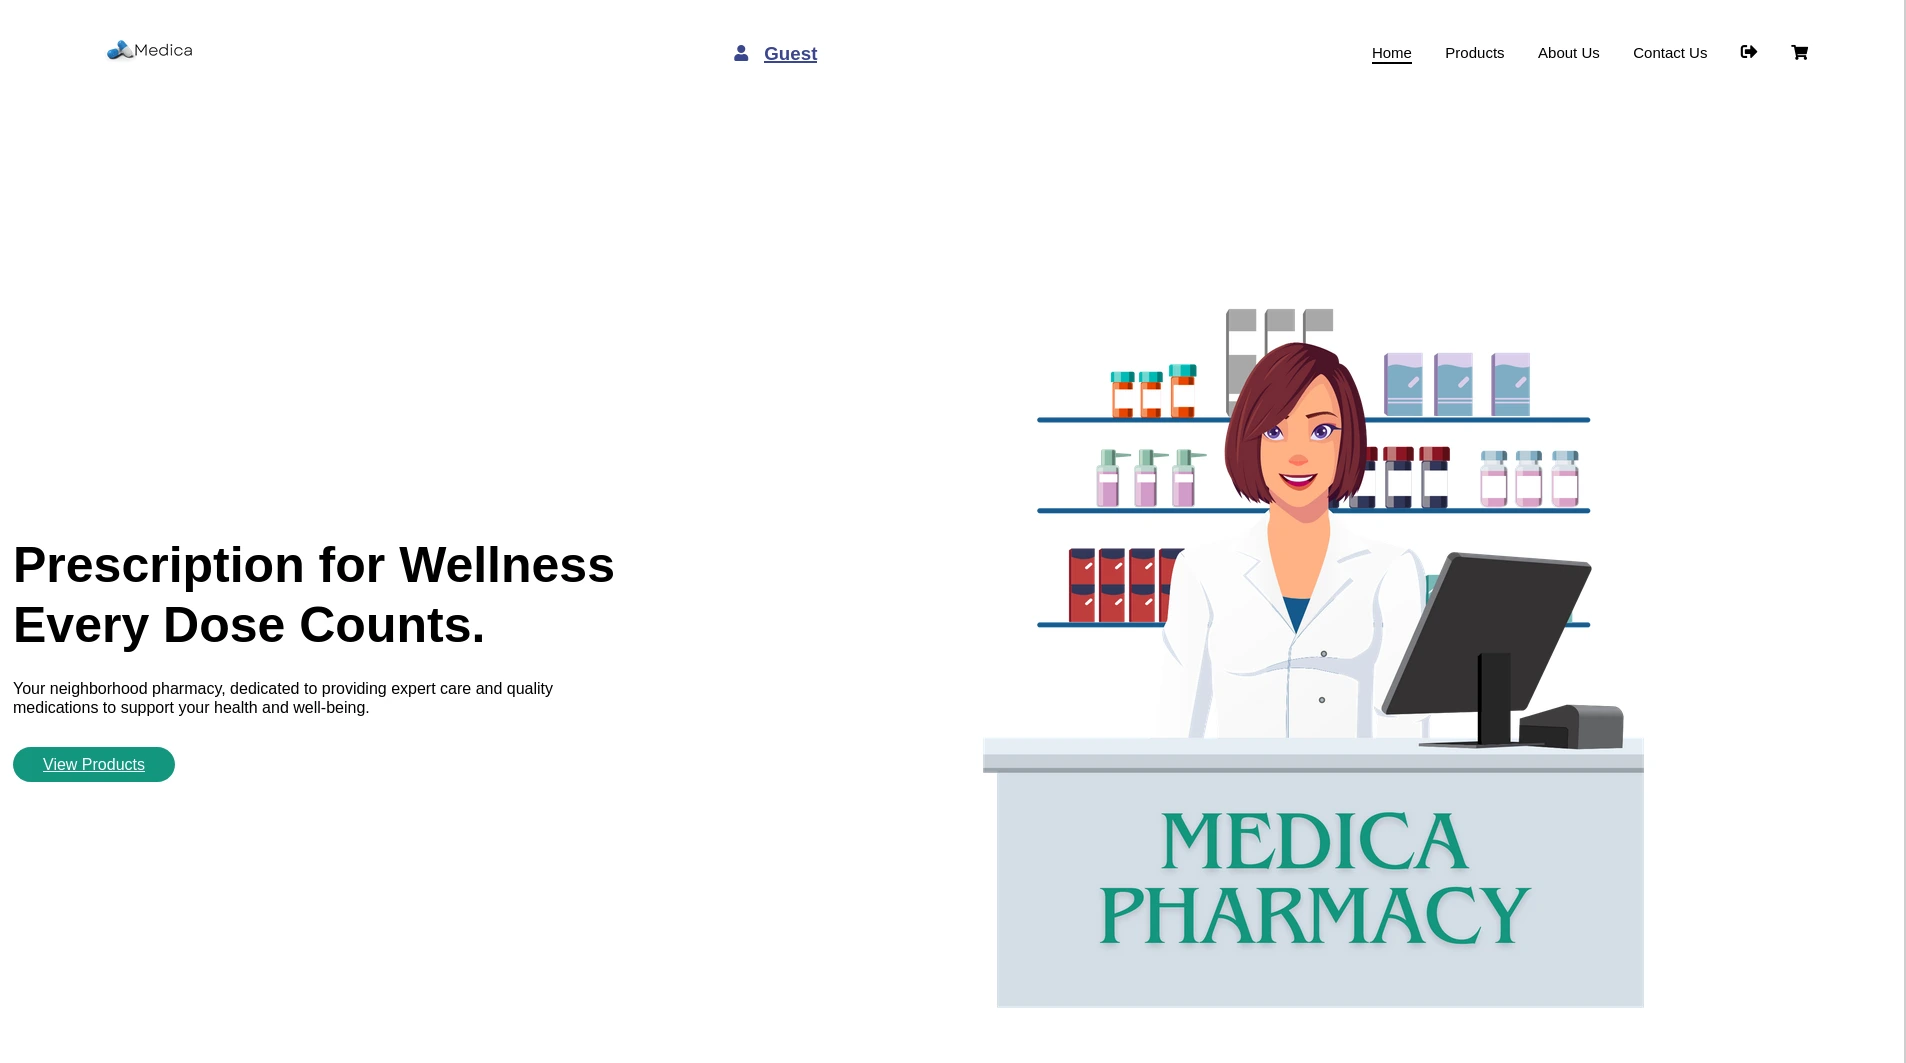 Medica
Guest
Home
Products
About Us
Contact Us
Prescription for Wellness
Every Dose Counts.
Your neighborhood pharmacy, dedicated to providing expert care and quality
medications to support your health and well-being.
View Products
MEDICA
PHARMACY